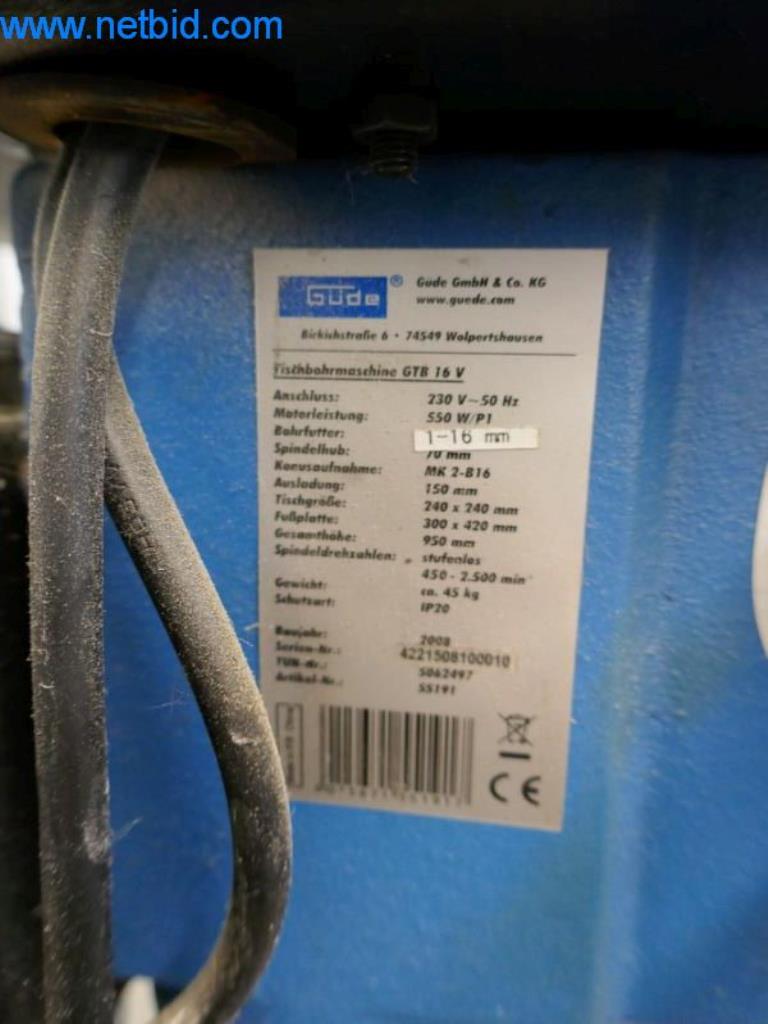 www.netbid.com
Güde ®
Güde GmbH & Co. KG
www.guede.com
Birkichstraße 6 • 74549 Wolpertshausen
Tischbohrmaschine GTB 16 V
Anschluss: 230 V~50 Hz
Motorleistung: 550 W/P1
Bohrfutter: 1-16 mm
Spindelhub: 70 mm
Konusaufnahme: MK 2-B16
Ausladung: 150 mm
Tischgröße: 240 x 240 mm
Fußplatte: 300 x 420 mm
Gesamthöhe: 950 mm
Spindeldrehzahlen: stufenlos
450 - 2.500 min
Gewicht: ca. 45 kg
Schutzart: IP20
Baujahr: 2008
Serien-Nr.: 4221508100010
TUN-Nr.: 5062497
Artikel-Nr.: 55191
CE